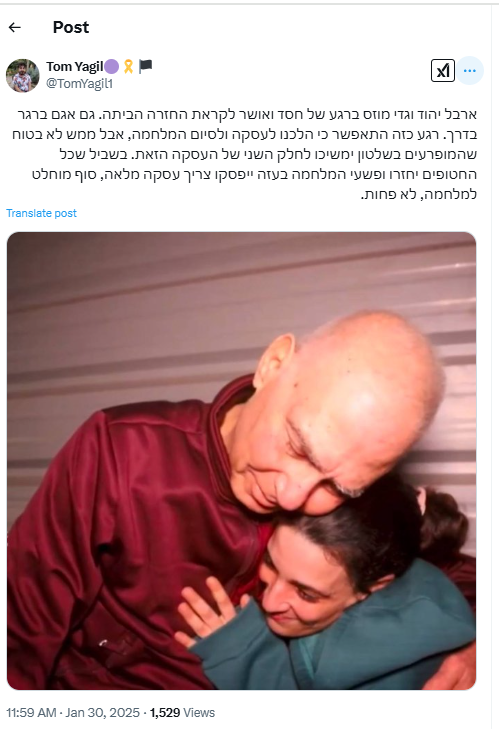 Post
Tom Yagil
@TomYagil1
ארבל יהוד וגדי מוזס ברגע של חסד ואושר לקראת החזרה הביתה. גם אגם ברגר
בדרך. רגע כזה התאפשר כי הלכנו לעסקה ולסיום המלחמה, אבל ממש לא בטוח
שהמופרעים בשלטון ימשיכו לחלק השני של העסקה הזאת. בשביל שכל
החטופים יחזרו ופשעי המלחמה בעזה ייפסקו צריך עסקה מלאה, סוף מוחלט
למלחמה, לא פחות.
Translate post
11:59 AM · Jan 30, 2025 · 1,529 Views